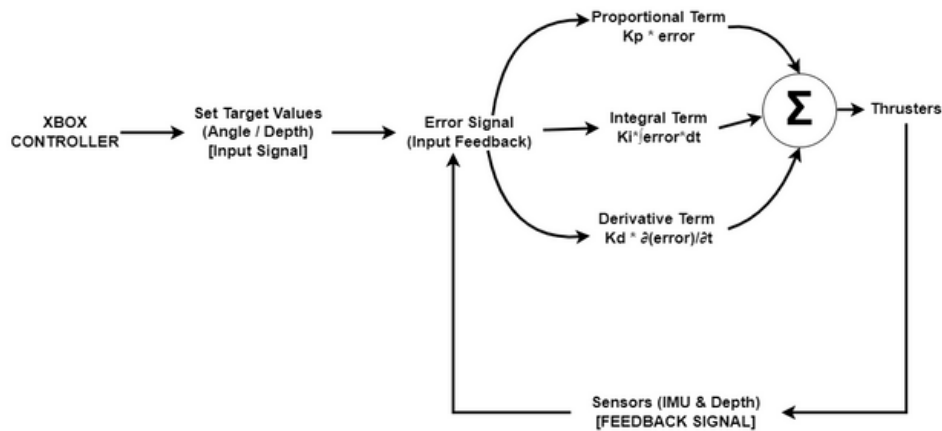 Proportional Term
Kp * error
XBOX
CONTROLLER
Set Target Values
(Angle / Depth)
[Input Signal]
Error Signal
(Input Feedback)
Integral Term
Ki*∫error*dt
Σ
Thrusters
Derivative Term
Kd * ∂(error)/∂t
Sensors (IMU & Depth)
[FEEDBACK SIGNAL]